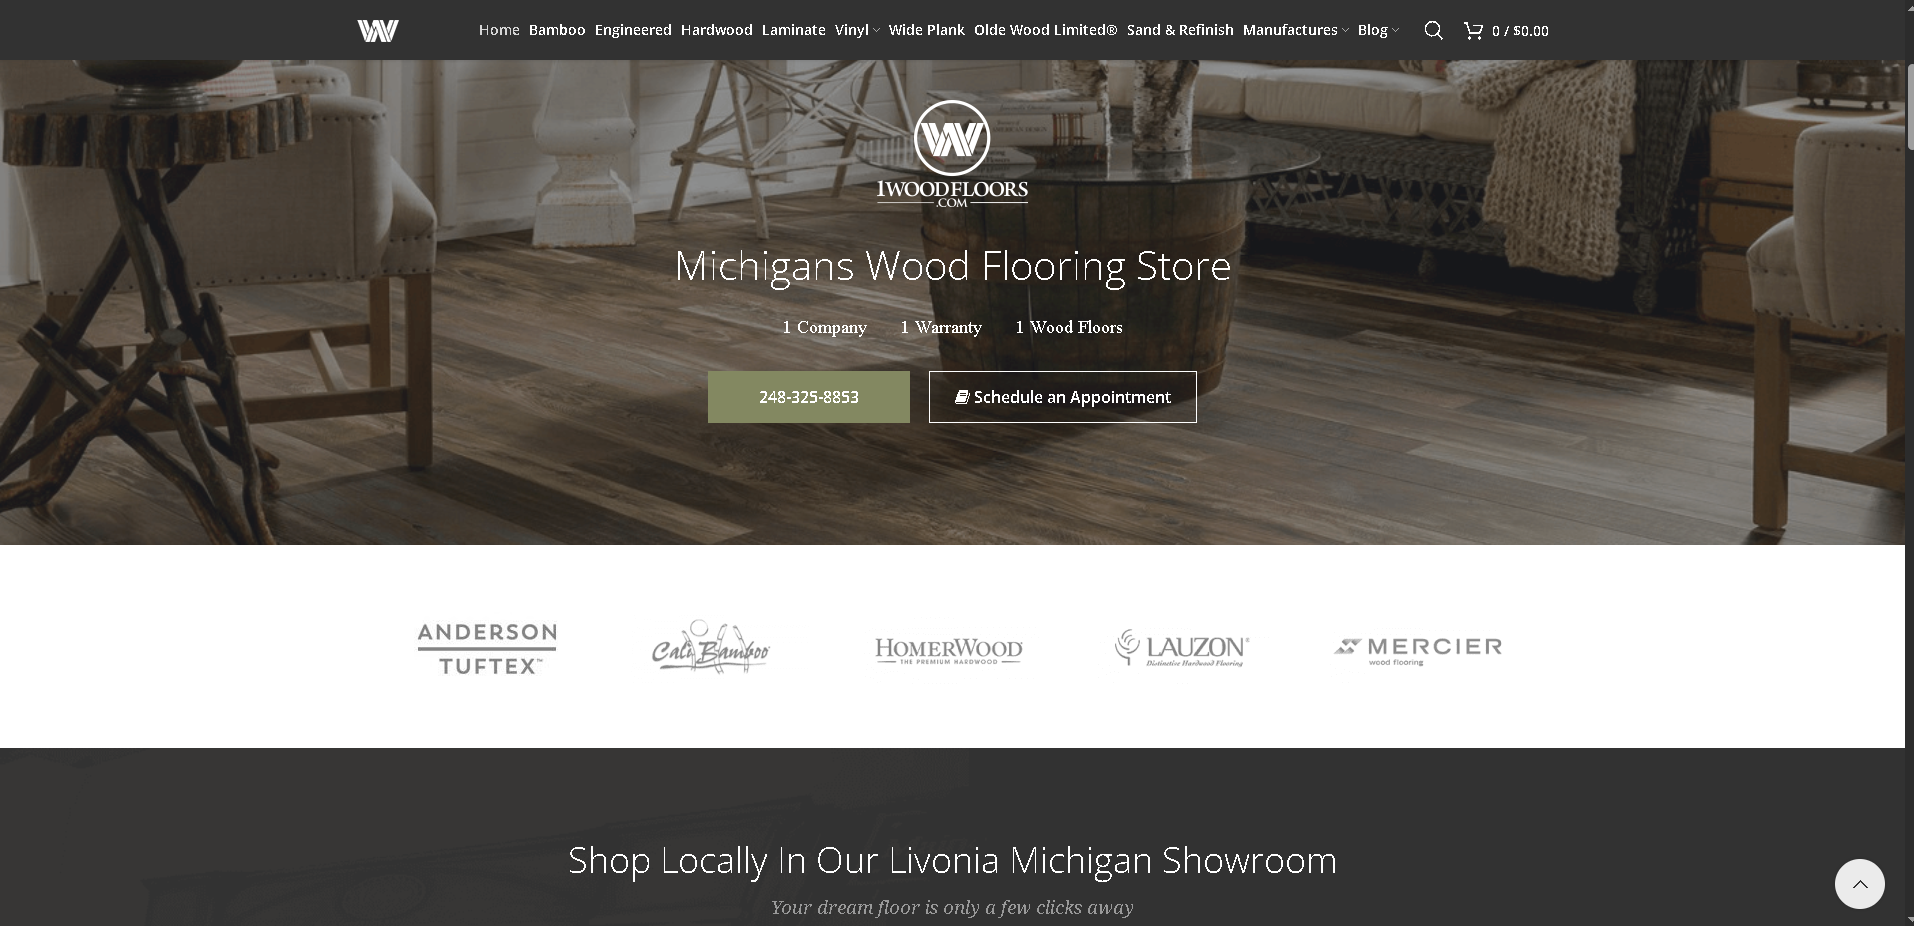 Home Bamboo Engineered Hardwood Laminate Vinyl Wide Plank Olde Wood Limited® Sand & Refinish Manufactures Blog 0 / $0.00
1WOODFLOORS
.COM
Michigans Wood Flooring Store
1 Company 1 Warranty 1 Wood Floors
248-325-8853 Schedule an Appointment
ANDERSON
TUFTEX™
Cali Bamboo
HOMERWOOD
THE PREMIUM HARDWOOD
LAUZON®
Distinctive Hardwood Flooring
MERCIER
wood flooring
Shop Locally In Our Livonia Michigan Showroom
Your dream floor is only a few clicks away